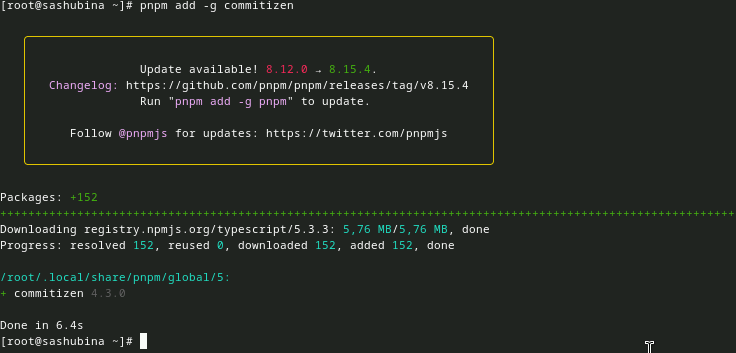 [root@sashubina ~]# pnpm add -g commitizen
Update available! 8.12.0 → 8.15.4.
Changelog: https://github.com/pnpm/pnpm/releases/tag/v8.15.4
Run "pnpm add -g pnpm" to update.
Follow @pnpmjs for updates: https://twitter.com/pnpmjs
Packages: +152
+++++++++++++++++++++++++++++++++++++++++++++++++++++++++++++++++++++++++++++++++++++++++++++++++++++++++
Downloading registry.npmjs.org/typescript/5.3.3: 5,76 MB/5,76 MB, done
Progress: resolved 152, reused 0, downloaded 152, added 152, done
/root/.local/share/pnpm/global/5:
+ commitizen 4.3.0
Done in 6.4s
[root@sashubina ~]#